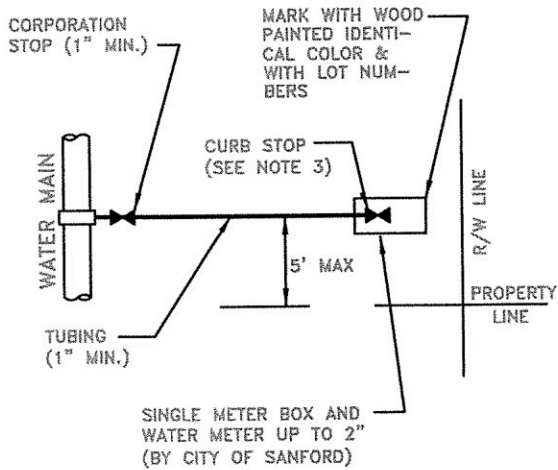 CORPORATION
STOP (1" MIN.)
MARK WITH WOOD
PAINTED IDENTI-
CAL COLOR &
WITH LOT NUM-
BERS
CURB STOP
(SEE NOTE 3)
WATER MAIN
R/W LINE
5' MAX
PROPERTY
LINE
TUBING
(1" MIN.)
SINGLE METER BOX AND
WATER METER UP TO 2"
(BY CITY OF SANFORD)